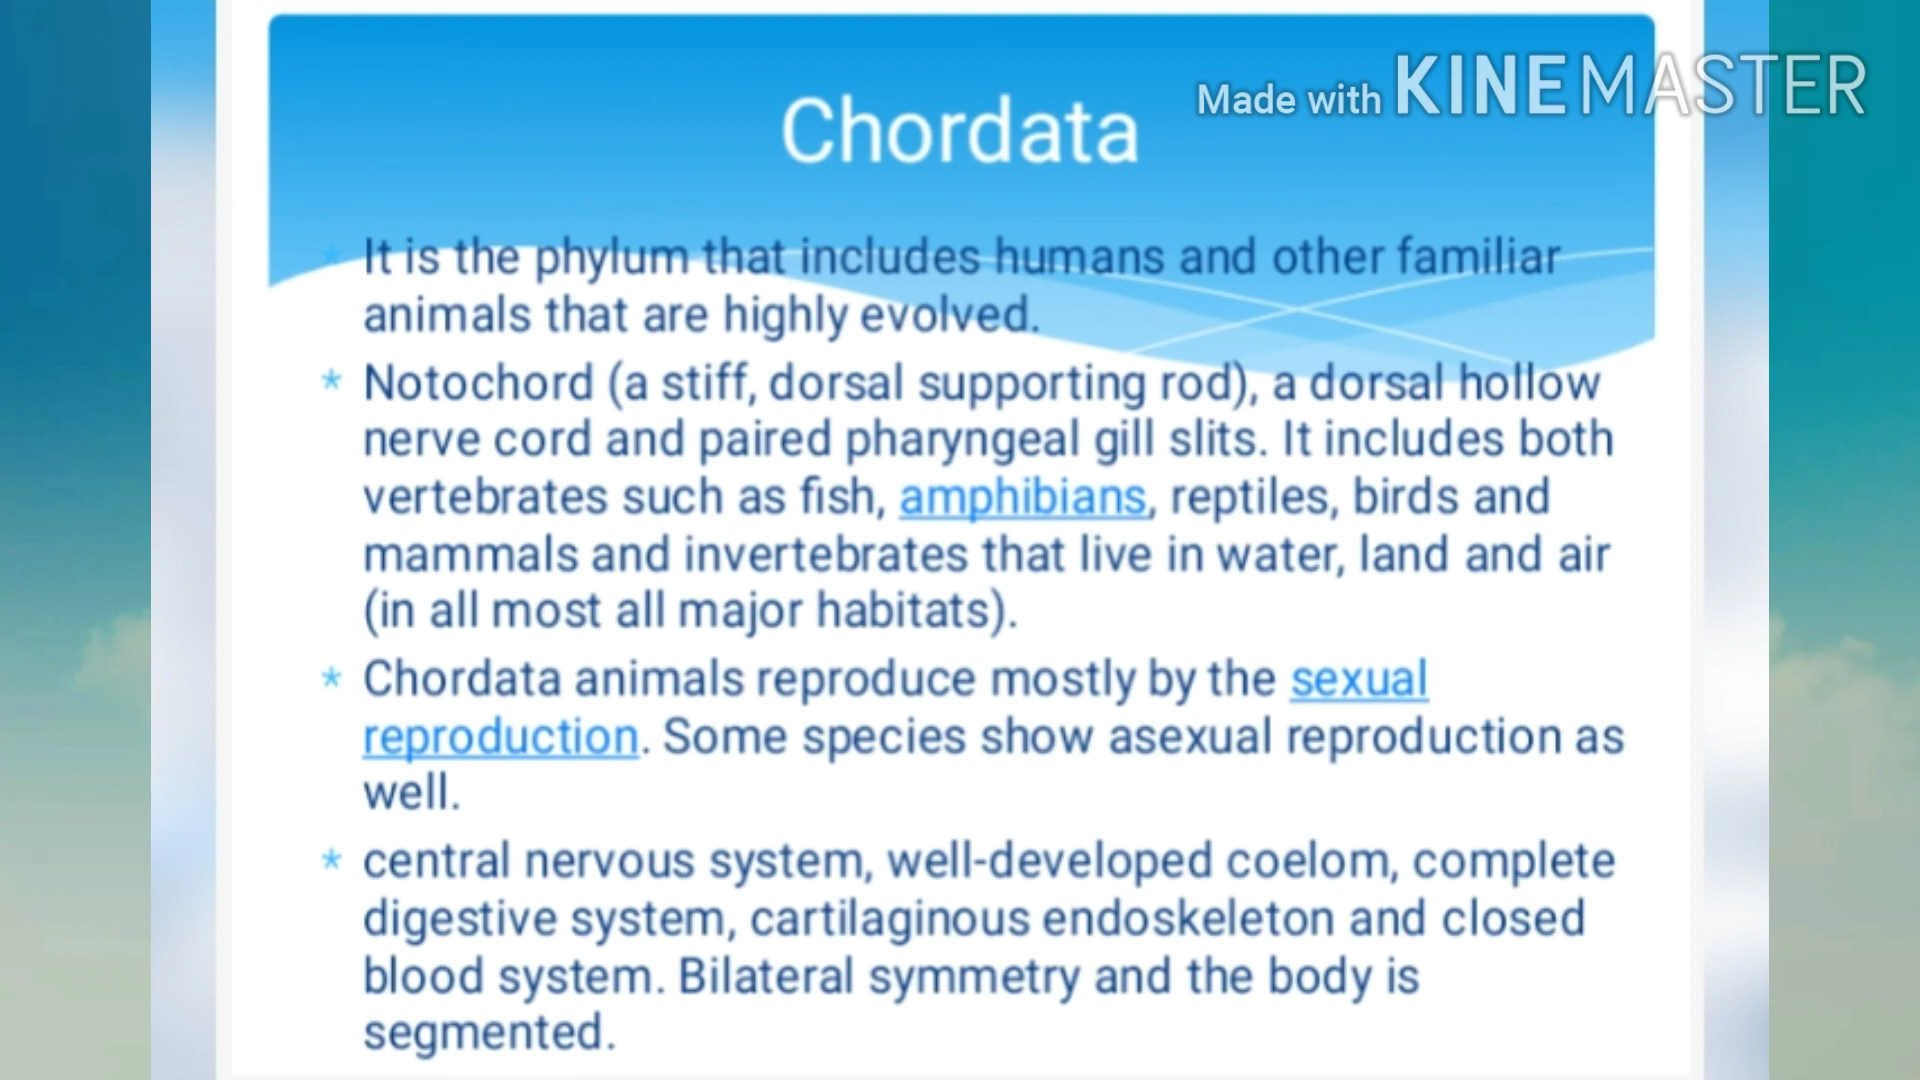 Made with KINEMASTER
Chordata
It is the phylum that includes humans and other familiar
animals that are highly evolved.
* Notochord (a stiff, dorsal supporting rod), a dorsal hollow
nerve cord and paired pharyngeal gill slits. It includes both
vertebrates such as fish, amphibians, reptiles, birds and
mammals and invertebrates that live in water, land and air
(in all most all major habitats).
* Chordata animals reproduce mostly by the sexual
reproduction. Some species show asexual reproduction as
well.
* central nervous system, well-developed coelom, complete
digestive system, cartilaginous endoskeleton and closed
blood system. Bilateral symmetry and the body is
segmented.